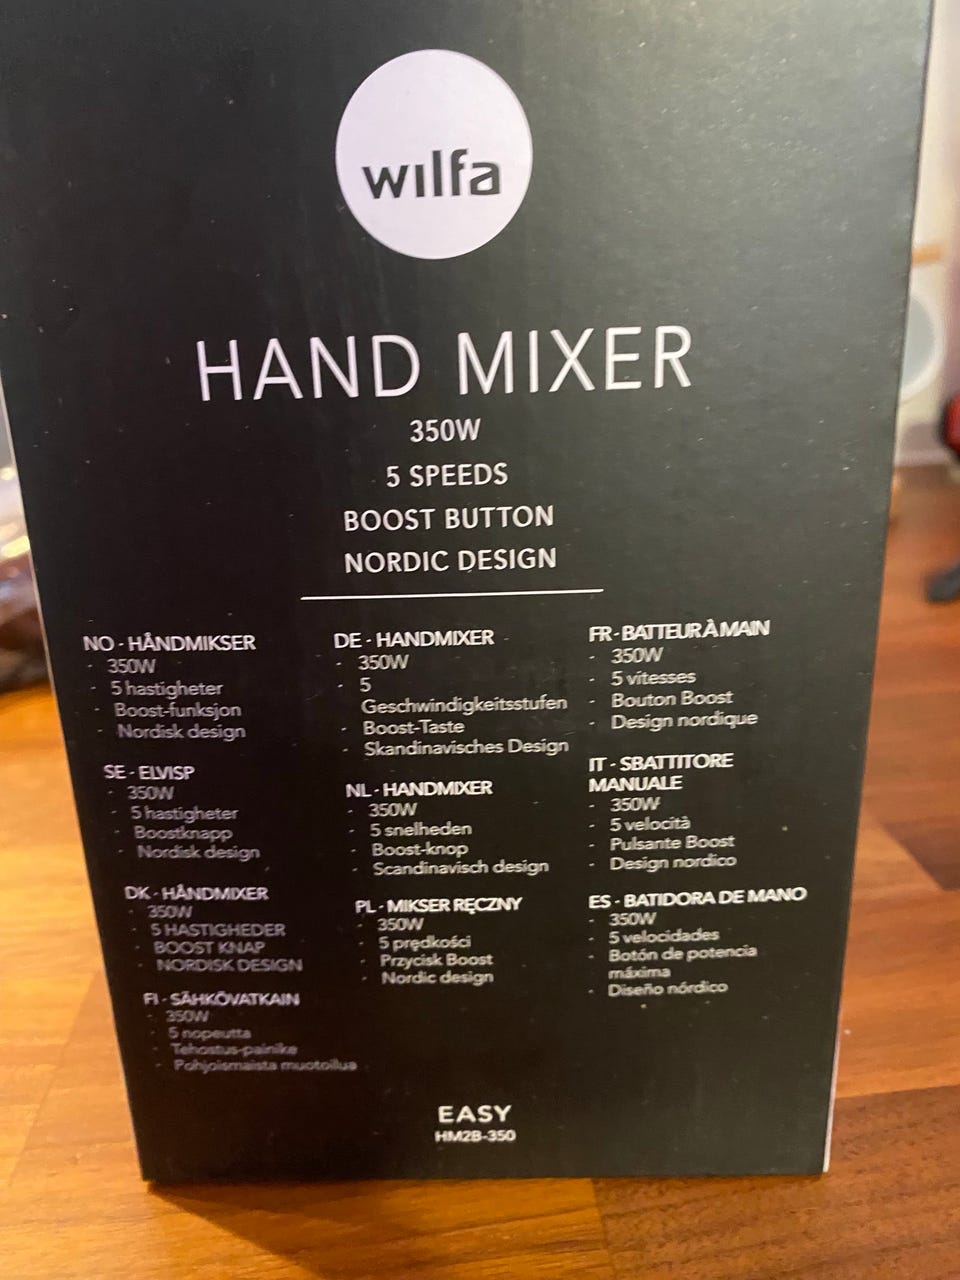 wilfa
HAND MIXER
350W
5 SPEEDS
BOOST BUTTON
NORDIC DESIGN
NO - HÅNDMIKSER
· 350W
· 5 hastigheter
· Boost-funksjon
· Nordisk design
SE - ELVISP
· 350W
· 5 hastigheter
· Boostknapp
· Nordisk design
DK - HÅNDMIXER
· 350W
· 5 HASTIGHEDER
· BOOST KNAP
· NORDISK DESIGN
FI - SÄHKÖVATKAIN
· 350W
· 5 nopeutta
· Tehostus-painike
· Pohjoismaista muotoilua
DE - HANDMIXER
· 350W
· 5
Geschwindigkeitsstufen
· Boost-Taste
· Skandinavisches Design
NL - HANDMIXER
· 350W
· 5 snelheden
· Boost-knop
· Scandinavisch design
PL - MIKSER RĘCZNY
· 350W
· 5 prędkości
· Przycisk Boost
· Nordic design
FR - BATTEUR À MAIN
· 350W
· 5 vitesses
· Bouton Boost
· Design nordique
IT - SBATTITORE
MANUALE
· 350W
· 5 velocità
· Pulsante Boost
· Design nordico
ES - BATIDORA DE MANO
· 350W
· 5 velocidades
· Botón de potencia
máxima
· Diseño nórdico
EASY
HM2B-350